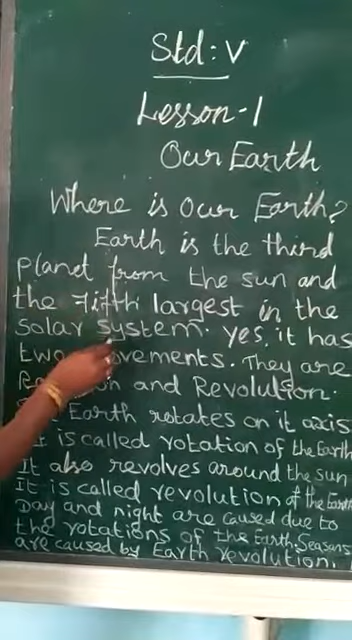 Std: V
Lesson-1
Our Earth
Where is Our Earth?
Earth is the third
planet from the sun and
the fifth largest in the
solar system. yes, it has
two movements. They are
and Revolution.
Earth rotates on it axis
it is called rotation of the Earth
It also revolves around the sun
It is called revolution of the Earth
Day and night are caused due to
the rotations of the Earth. Seasans
are caused by Earth revolution.